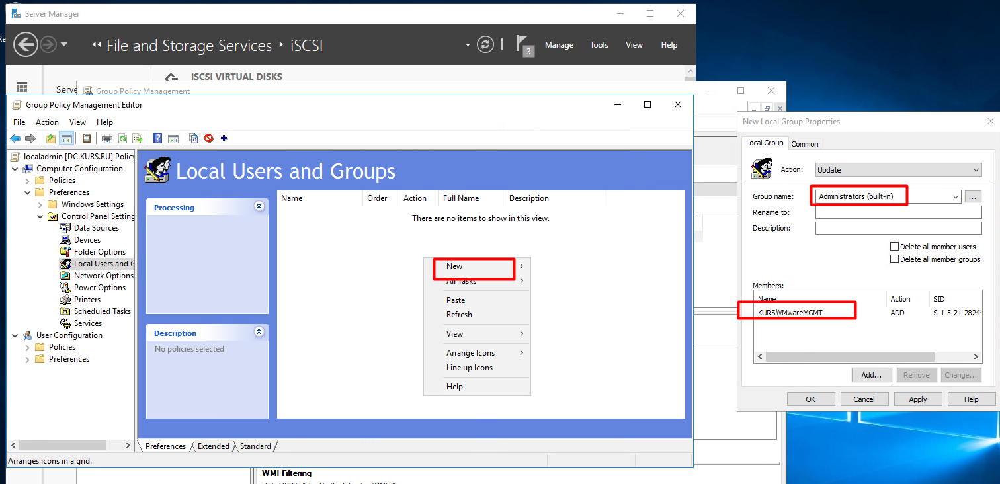 Server Manager
File and Storage Services
iSCSI
3
Manage
Tools
View
Help
iSCSI VIRTUAL DISKS
Serve
Group Policy Management
Group Policy Management Editor
File
Action
View
Help
localadmin [DC.KURS.RU] Policy
Computer Configuration
Policies
Preferences
Windows Settings
Control Panel Setting
Data Sources
Devices
Folder Options
Local Users and G
Network Options
Power Options
Printers
Scheduled Tasks
Services
User Configuration
Policies
Preferences
Local Users and Groups
Processing
Description
No policies selected
Name Order Action Full Name Description
There are no items to show in this view.
New
All Tasks
Paste
Refresh
View
Arrange Icons
Line up Icons
Help
Preferences
Extended
Standard
Arranges icons in a grid.
WMI Filtering
New Local Group Properties
Local Group
Common
Action: Update
Group name: Administrators (built-in) ...
Rename to:
Description:
Delete all member users
Delete all member groups
Members:
Name Action SID
KURS\VMwareMGMT ADD S-1-5-21-2824
Add...
Remove
Change...
OK
Cancel
Apply
Help